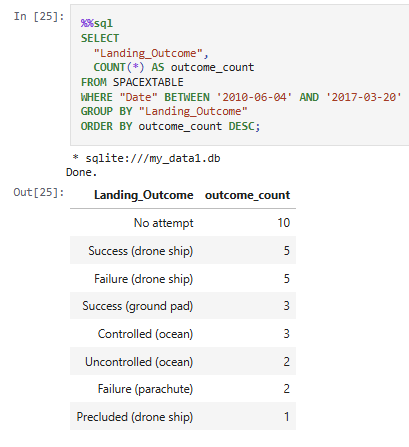 In [25]:
%%sql
SELECT
"Landing_Outcome",
COUNT(*) AS outcome_count
FROM SPACEXTABLE
WHERE "Date" BETWEEN '2010-06-04' AND '2017-03-20'
GROUP BY "Landing_Outcome"
ORDER BY outcome_count DESC;
* sqlite:///my_data1.db
Done.
Out[25]:
Landing_Outcome outcome_count
No attempt 10
Success (drone ship) 5
Failure (drone ship) 5
Success (ground pad) 3
Controlled (ocean) 3
Uncontrolled (ocean) 2
Failure (parachute) 2
Precluded (drone ship) 1